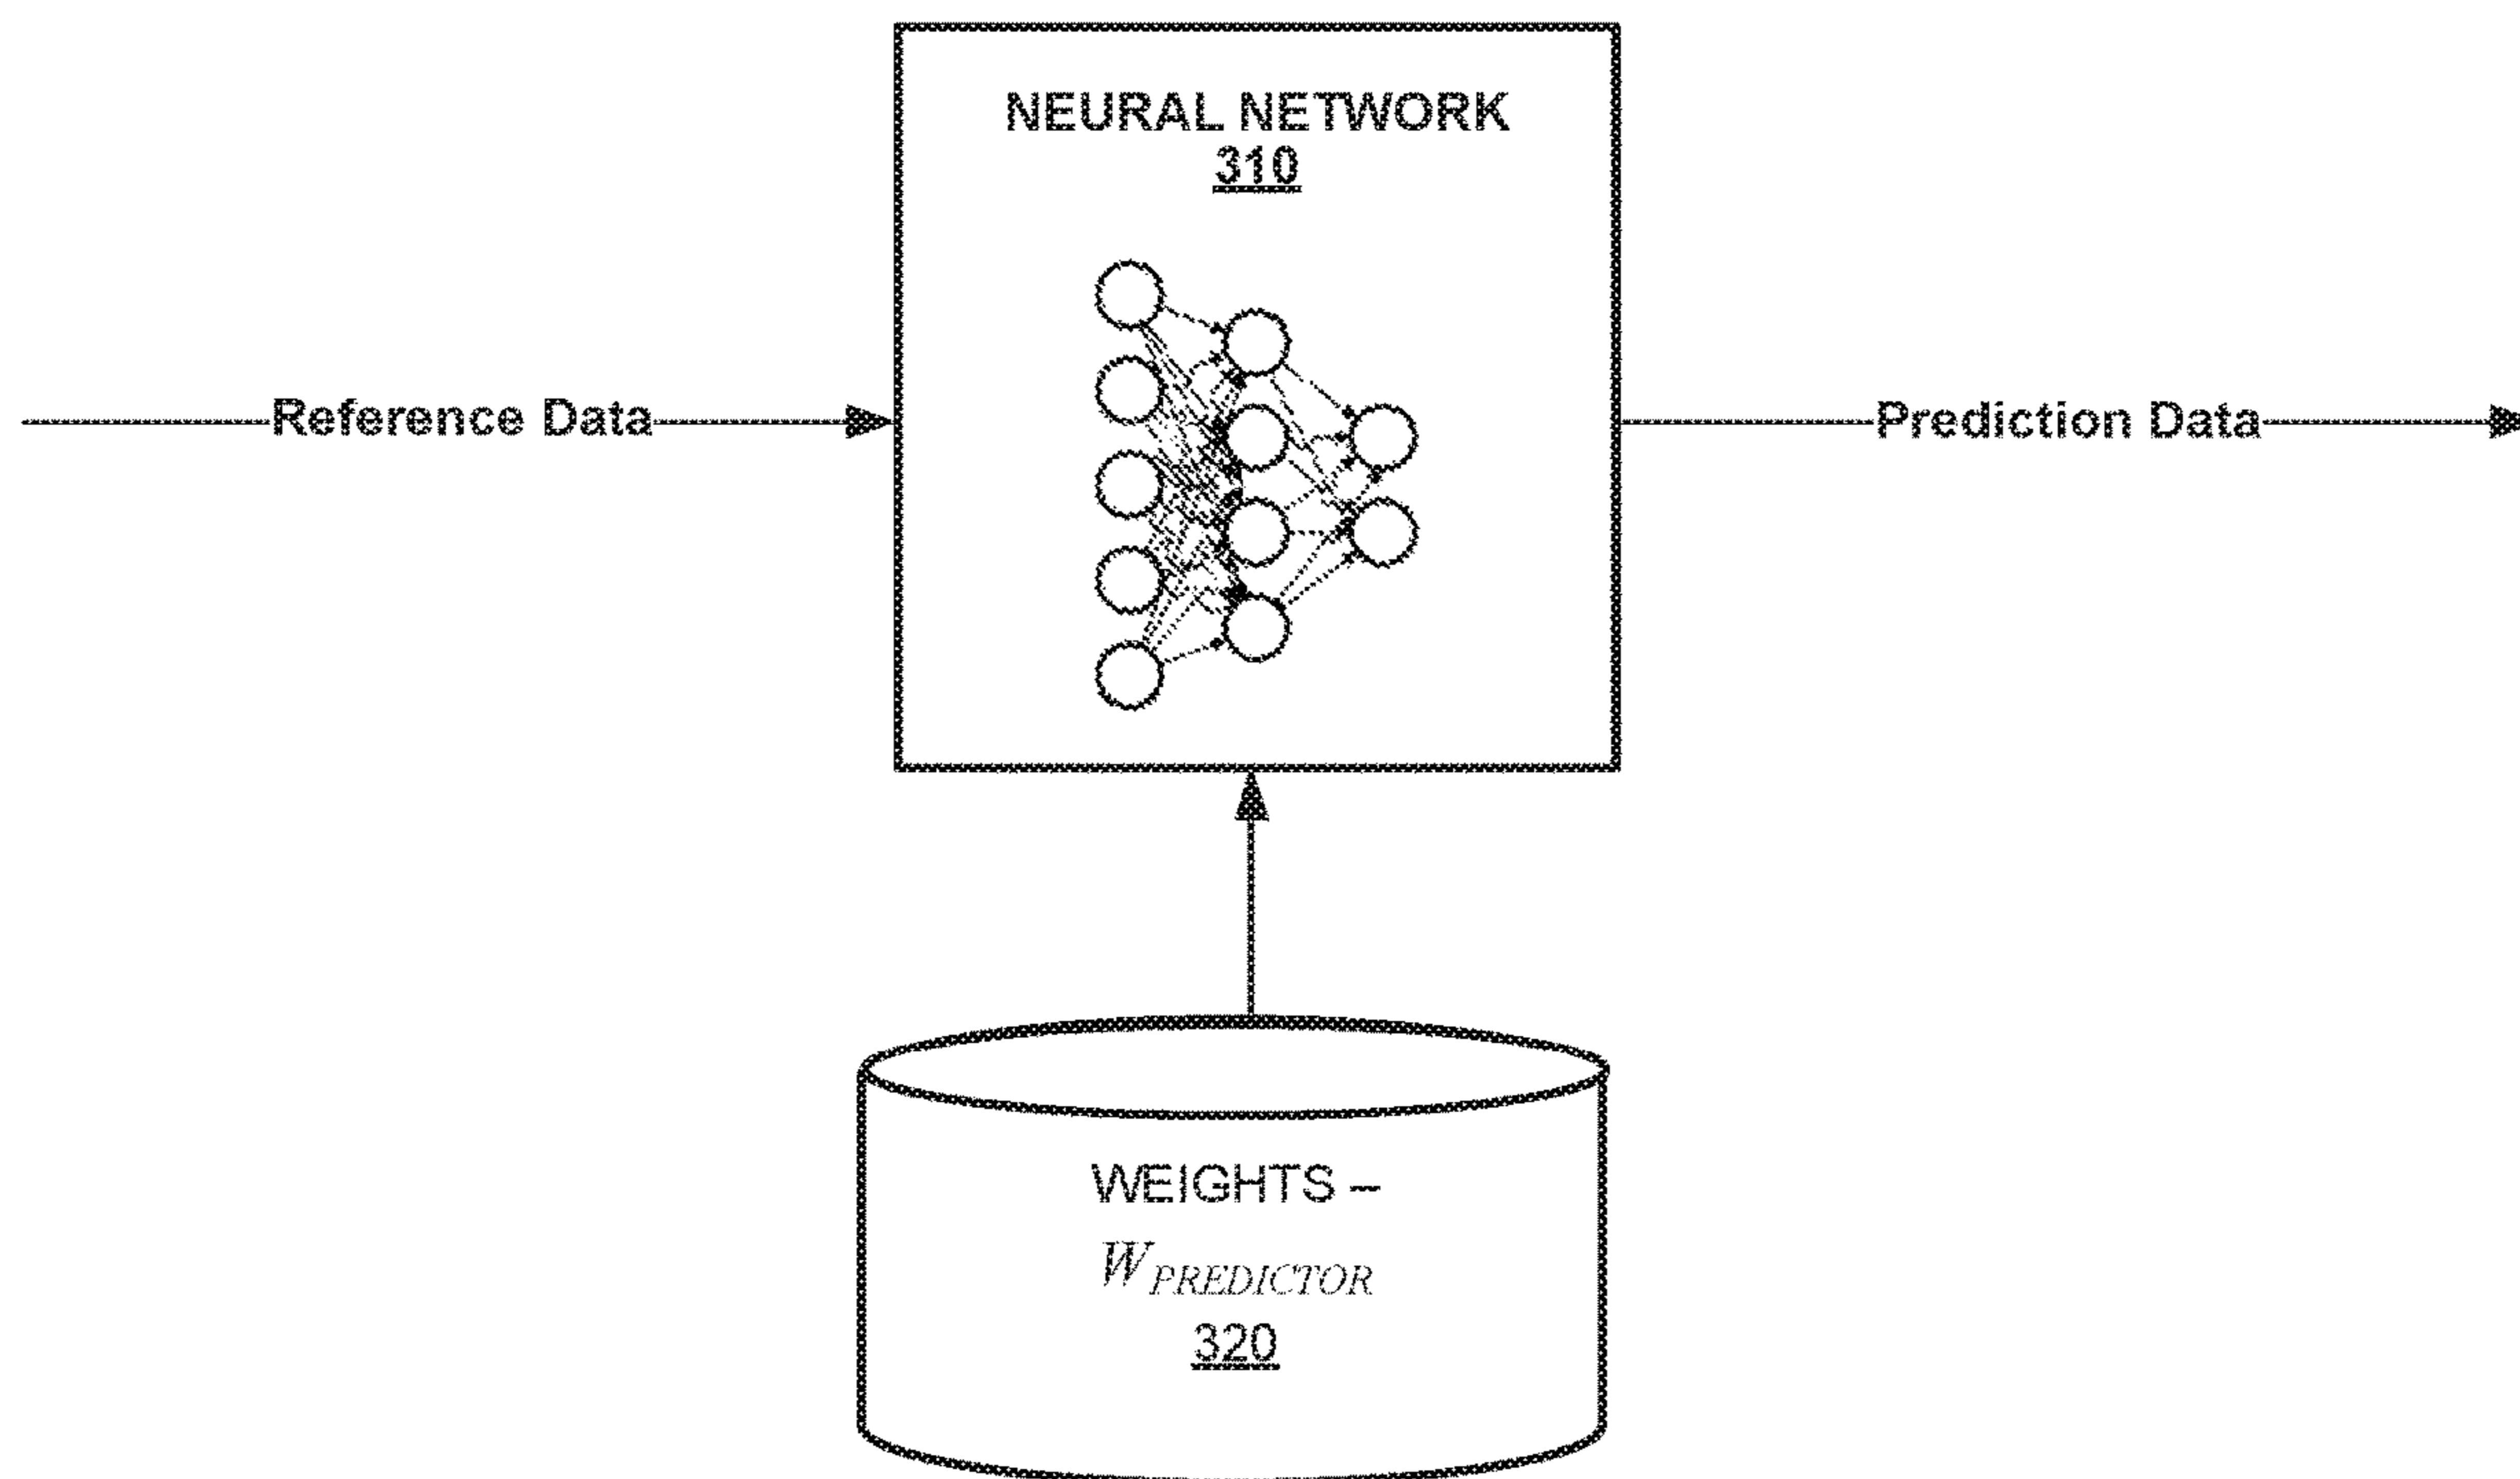 NEURAL NETWORK
310
Reference Data
Prediction Data
WEIGHTS –
W PREDICTOR
320